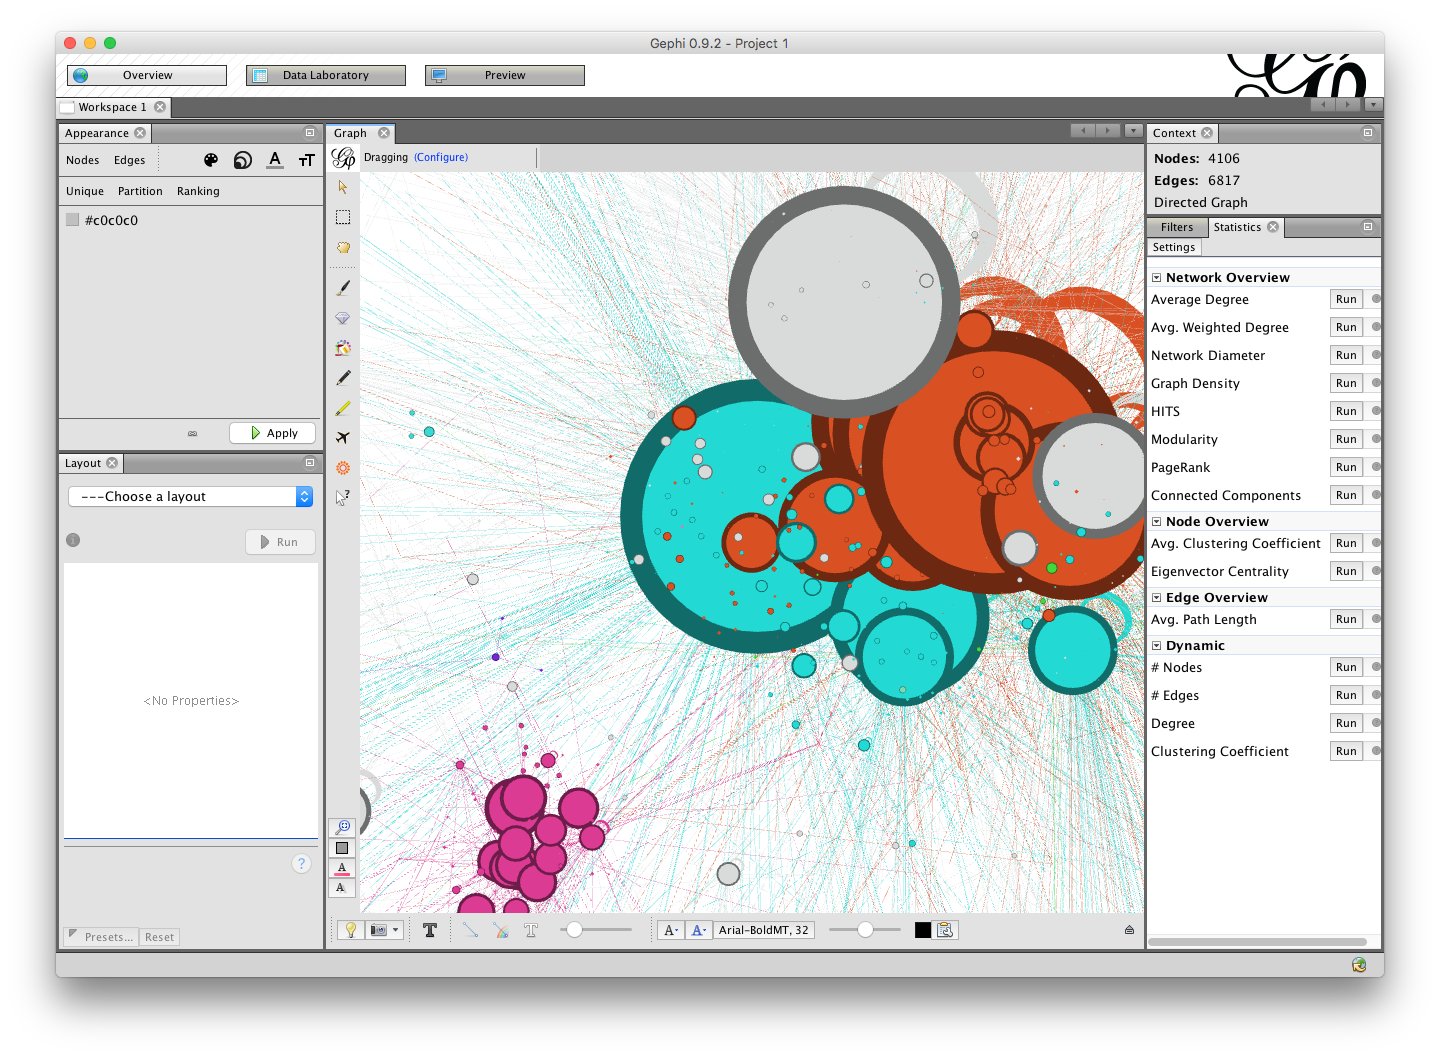 Gephi 0.9.2 - Project 1
Overview
Data Laboratory
Preview
Workspace 1
Appearance
Nodes Edges
Unique Partition Ranking
#c0c0c0
Apply
Layout
---Choose a layout
Run
<No Properties>
?
Presets... Reset
Graph
Dragging (Configure)
T
A- A- Arial-BoldMT, 32
Context
Nodes: 4106
Edges: 6817
Directed Graph
Filters Statistics
Settings
Network Overview
Average Degree Run
Avg. Weighted Degree Run
Network Diameter Run
Graph Density Run
HITS Run
Modularity Run
PageRank Run
Connected Components Run
Node Overview
Avg. Clustering Coefficient Run
Eigenvector Centrality Run
Edge Overview
Avg. Path Length Run
Dynamic
# Nodes Run
# Edges Run
Degree Run
Clustering Coefficient Run